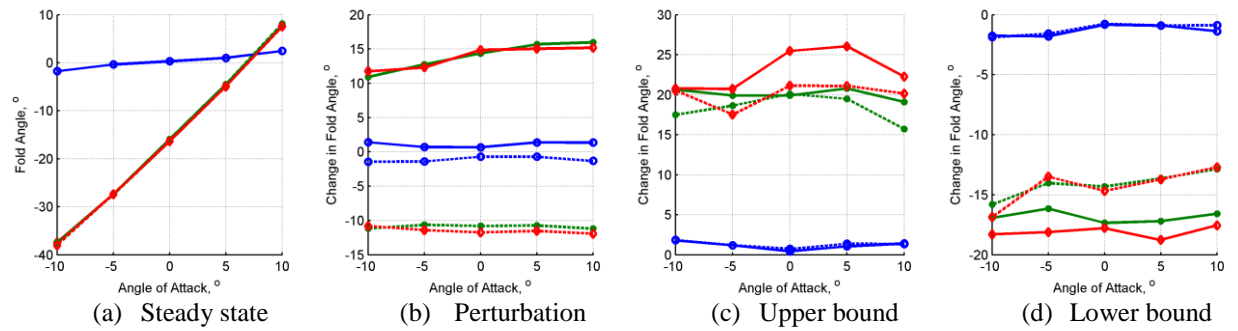 10
0
-10
-20
-30
-40
-10 -5 0 5 10
Fold Angle, °
Angle of Attack, °
(a) Steady state
20
15
10
5
0
-5
-10
-15
-10 -5 0 5 10
Change in Fold Angle, °
Angle of Attack, °
(b) Perturbation
30
25
20
15
10
5
0
-10 -5 0 5 10
Change in Fold Angle, °
Angle of Attack, °
(c) Upper bound
0
-5
-10
-15
-20
-10 -5 0 5 10
Change in Fold Angle, °
Angle of Attack, °
(d) Lower bound